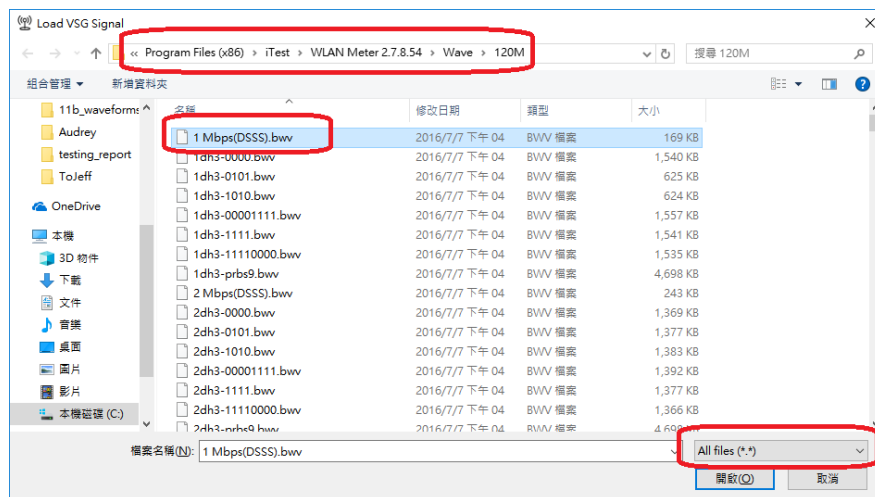 Load VSG Signal
« Program Files (x86) > iTest > WLAN Meter 2.7.8.54 > Wave > 120M
搜尋 120M
組合管理 新增資料夾
11b_waveforms
Audrey
testing_report
ToJeff
OneDrive
本機
3D 物件
下載
文件
音樂
桌面
圖片
影片
本機磁碟 (C:)
名稱 修改日期 類型 大小
1 Mbps(DSSS).bwv 2016/7/7 下午 04 BWV 檔案 169 KB
1dh3-0000.bwv 2016/7/7 下午 04 BWV 檔案 1,540 KB
1dh3-0101.bwv 2016/7/7 下午 04 BWV 檔案 625 KB
1dh3-1010.bwv 2016/7/7 下午 04 BWV 檔案 624 KB
1dh3-00001111.bwv 2016/7/7 下午 04 BWV 檔案 1,557 KB
1dh3-1111.bwv 2016/7/7 下午 04 BWV 檔案 1,541 KB
1dh3-11110000.bwv 2016/7/7 下午 04 BWV 檔案 1,535 KB
1dh3-prbs9.bwv 2016/7/7 下午 04 BWV 檔案 4,698 KB
2 Mbps(DSSS).bwv 2016/7/7 下午 04 BWV 檔案 243 KB
2dh3-0000.bwv 2016/7/7 下午 04 BWV 檔案 1,369 KB
2dh3-0101.bwv 2016/7/7 下午 04 BWV 檔案 1,377 KB
2dh3-1010.bwv 2016/7/7 下午 04 BWV 檔案 1,383 KB
2dh3-00001111.bwv 2016/7/7 下午 04 BWV 檔案 1,392 KB
2dh3-1111.bwv 2016/7/7 下午 04 BWV 檔案 1,377 KB
2dh3-11110000.bwv 2016/7/7 下午 04 BWV 檔案 1,366 KB
2dh3-prbs9.bwv 2016/7/7 下午 04 BWV 檔案 4,698 KB
檔案名稱(N): 1 Mbps(DSSS).bwv All files (*.*)
開啟(O) 取消